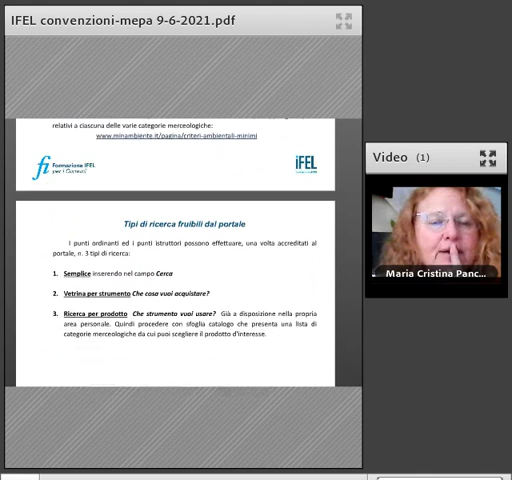 IFEL convenzioni-mepa 9-6-2021.pdf
relativi a ciascuna delle varie categorie merceologiche:
www.minambiente.it/pagina/criteri-ambientali-minimi
Formazione IFEL
per i Comuni
iFEL
Tipi di ricerca fruibili dal portale
I punti ordinanti ed i punti istruttori possono effettuare, una volta accreditati al
portale, n. 3 tipi di ricerca:
1. Semplice inserendo nel campo Cerca
2. Vetrina per strumento Che cosa vuoi acquistare?
3. Ricerca per prodotto Che strumento vuoi usare? Già a disposizione nella propria
area personale. Quindi procedere con sfoglia catalogo che presenta una lista di
categorie merceologiche da cui puoi scegliere il prodotto d'interesse.
Video (1)
Maria Cristina Panc...